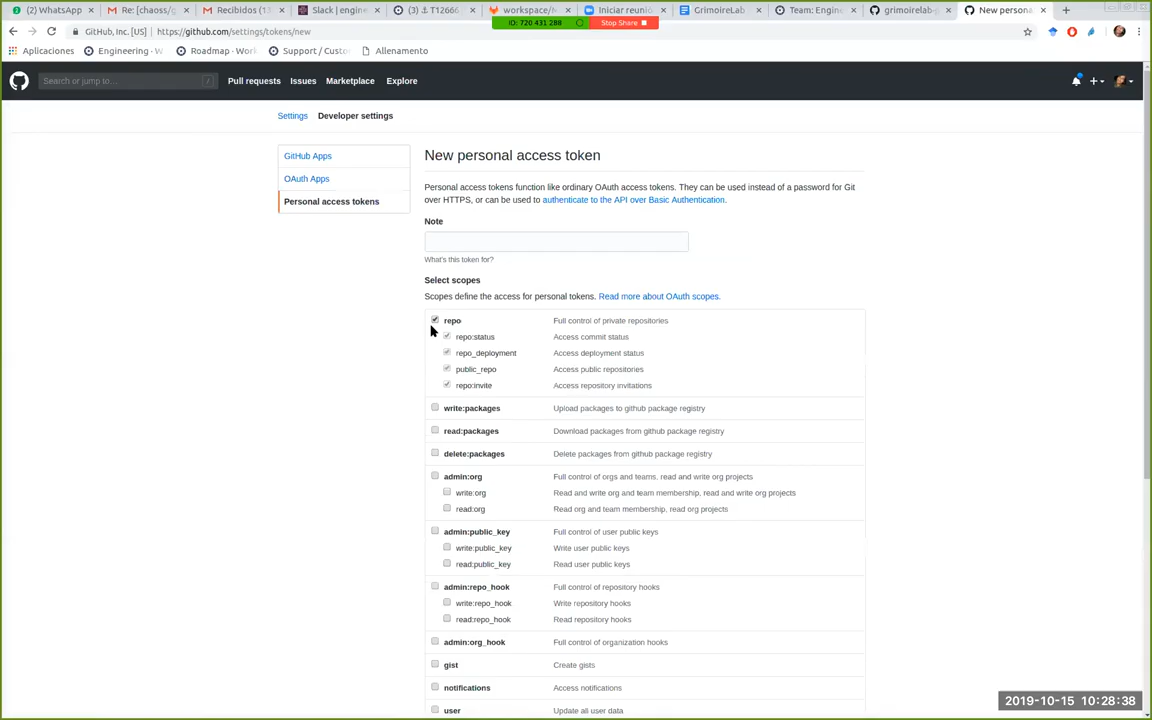 (2) WhatsApp
Re: [chaoss/g
Recibidos (1
Slack | engine
(3) ⚓ T12666
workspace/M
Iniciar reunió
GrimoireLab
Team: Engine
grimoirelab-p
New persona
ID: 720 431 288
Stop Share
GitHub, Inc. [US] | https://github.com/settings/tokens/new
Aplicaciones
Engineering · W
Roadmap · Work
Support / Custo
Allenamento
Search or jump to...
/
Pull requests
Issues
Marketplace
Explore
Settings
Developer settings
GitHub Apps
OAuth Apps
Personal access tokens
New personal access token
Personal access tokens function like ordinary OAuth access tokens. They can be used instead of a password for Git
over HTTPS, or can be used to authenticate to the API over Basic Authentication.
Note
What's this token for?
Select scopes
Scopes define the access for personal tokens. Read more about OAuth scopes.
repo Full control of private repositories
repo:status Access commit status
repo_deployment Access deployment status
public_repo Access public repositories
repo:invite Access repository invitations
write:packages Upload packages to github package registry
read:packages Download packages from github package registry
delete:packages Delete packages from github package registry
admin:org Full control of orgs and teams, read and write org projects
write:org Read and write org and team membership, read and write org projects
read:org Read org and team membership, read org projects
admin:public_key Full control of user public keys
write:public_key Write user public keys
read:public_key Read user public keys
admin:repo_hook Full control of repository hooks
write:repo_hook Write repository hooks
read:repo_hook Read repository hooks
admin:org_hook Full control of organization hooks
gist Create gists
notifications Access notifications
user Update all user data
2019-10-15 10:28:38